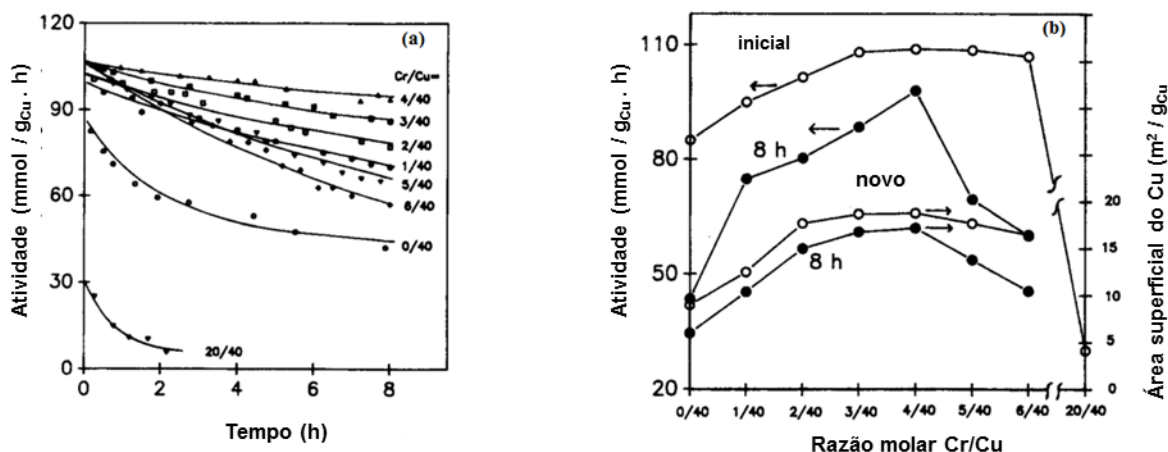 120
90
60
30
0
Atividade (mmol / gCu . h)
(a)
Cr/Cu=
4/40
3/40
2/40
1/40
5/40
6/40
0/40
20/40
0 2 4 6 8
Tempo (h)
110
80
50
20
Atividade (mmol / gCu . h)
(b)
inicial
8 h
novo
8 h
20
15
10
5
0
Área superficial do Cu (m² / gCu
0/40 1/40 2/40 3/40 4/40 5/40 6/40 20/40
Razão molar Cr/Cu